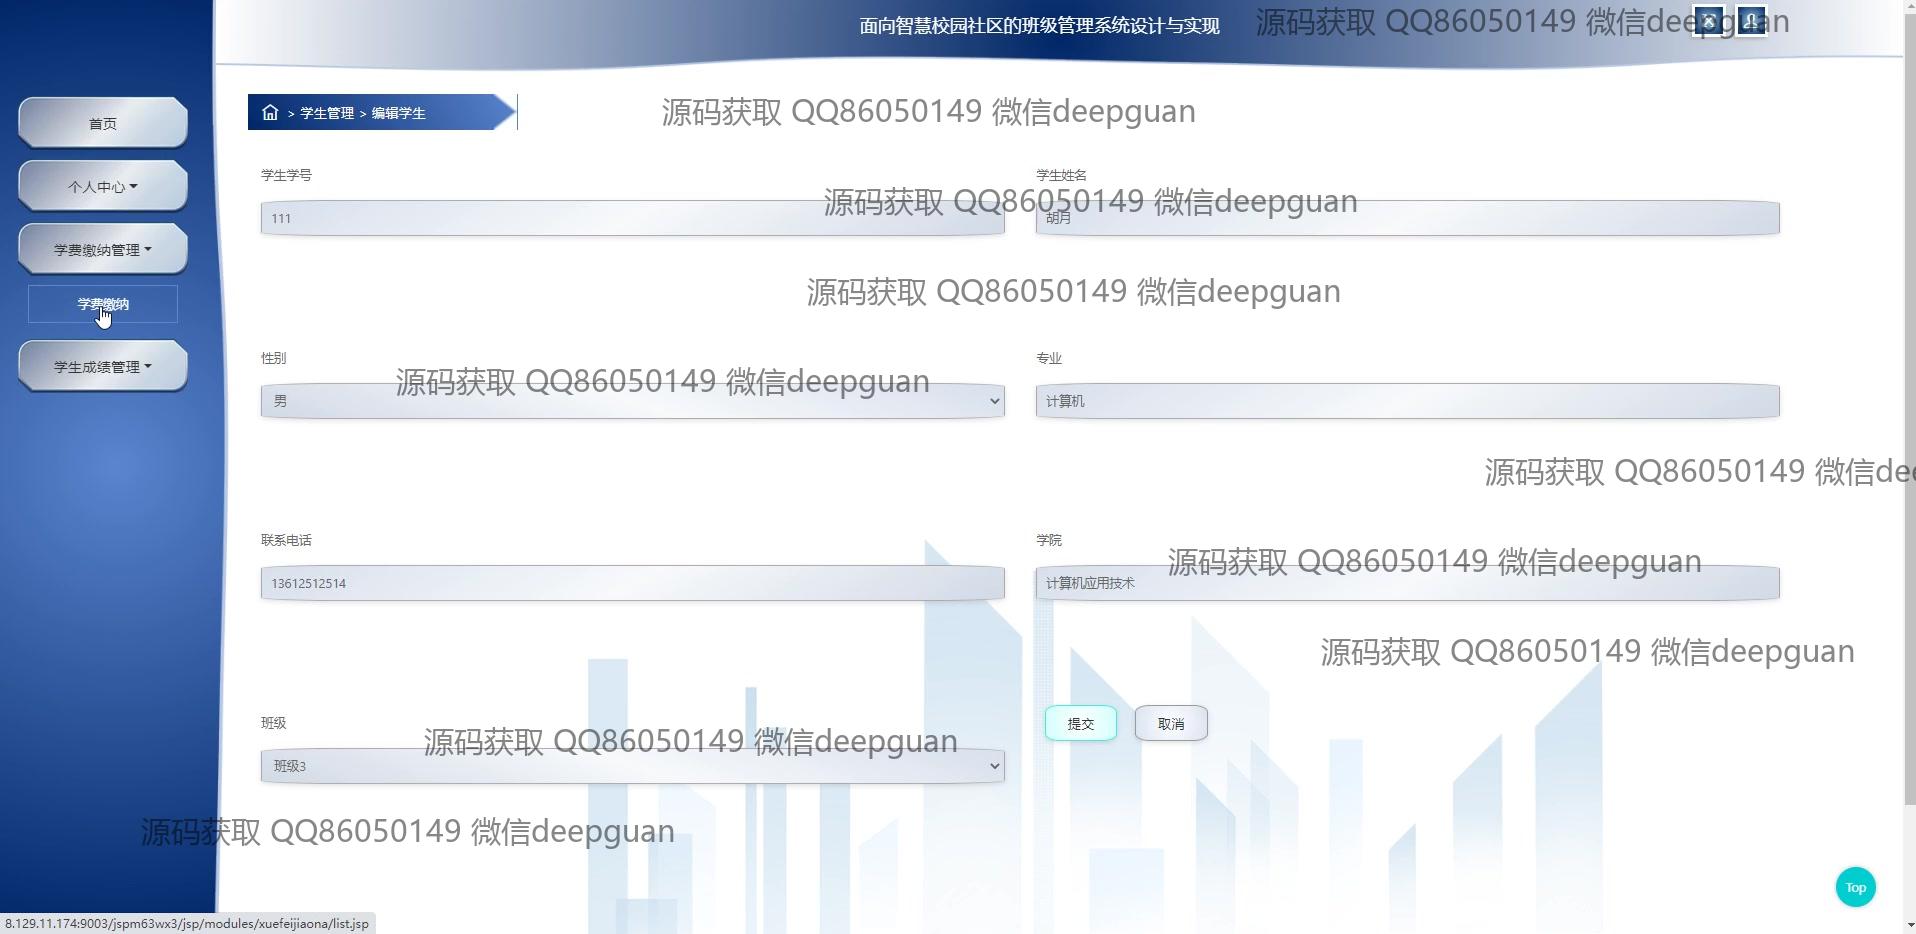 面向智慧校园社区的班级管理系统设计与实现
源码获取 QQ86050149 微信deepguan
首页
> 学生管理 > 编辑学生
源码获取 QQ86050149 微信deepguan
个人中心
学生学号
学生姓名
源码获取 QQ86050149 微信deepguan
111
胡月
学费缴纳管理
源码获取 QQ86050149 微信deepguan
学费缴纳
学生成绩管理
性别
专业
源码获取 QQ86050149 微信deepguan
男
计算机
源码获取 QQ86050149 微信dee
联系电话
学院
源码获取 QQ86050149 微信deepguan
13612512514
计算机应用技术
源码获取 QQ86050149 微信deepguan
班级
提交
取消
源码获取 QQ86050149 微信deepguan
班级3
源码获取 QQ86050149 微信deepguan
Top
8.129.11.174:9003/jspm63wx3/jsp/modules/xuefeijiaona/list.jsp